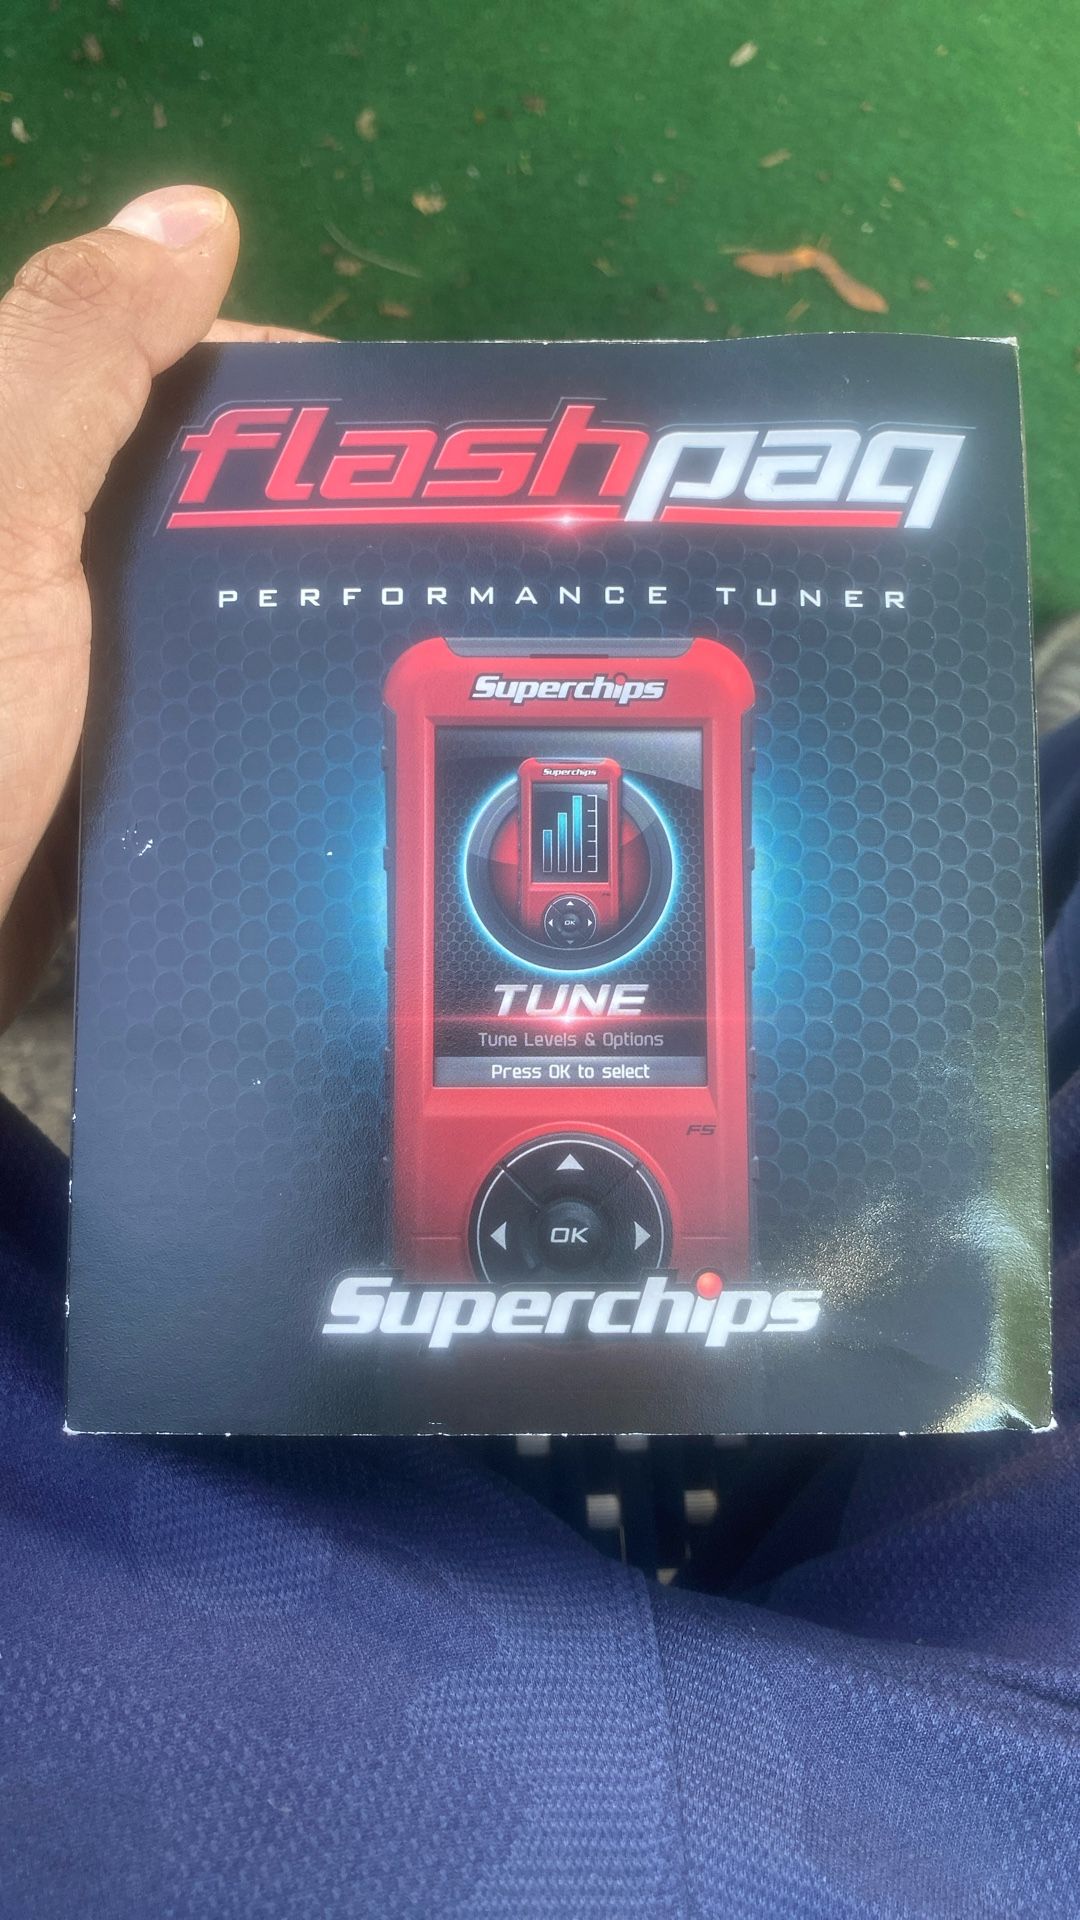 flashpaq
PERFORMANCE TUNER
Superchips
Superchips
OK
TUNE
Tune Levels & Options
Press OK to select
F5
OK
Superchips